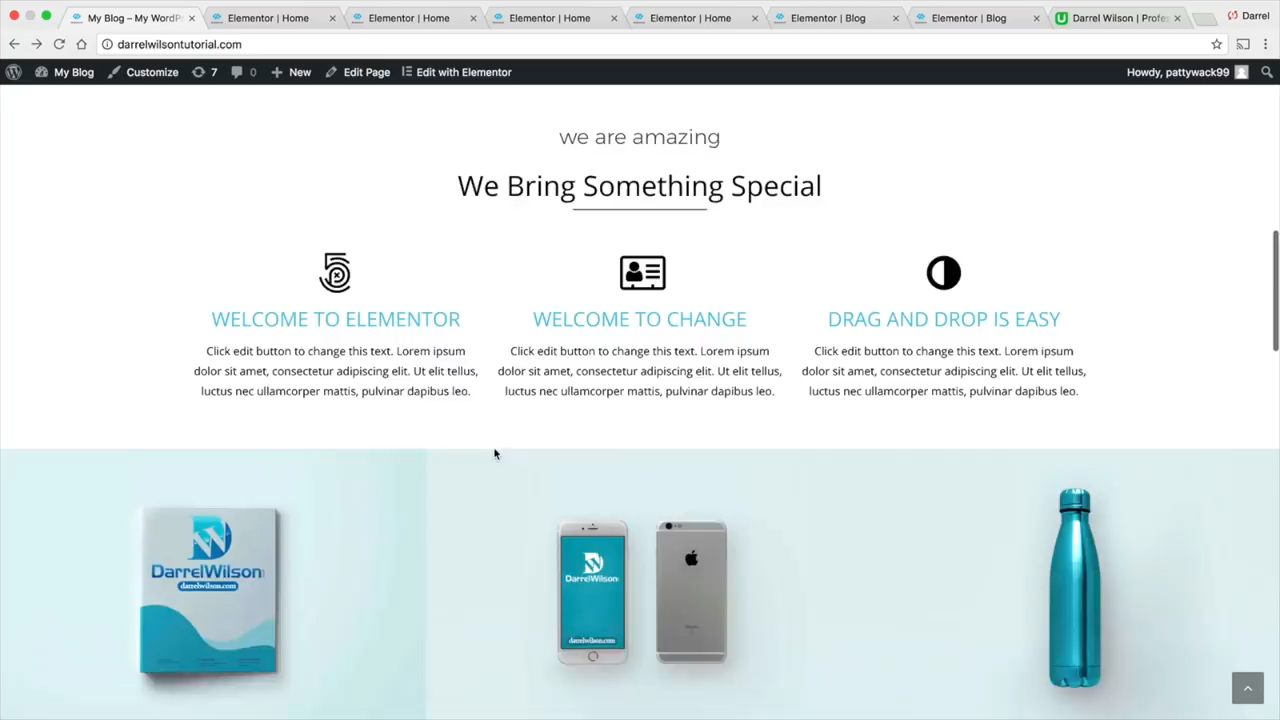 My Blog – My WordP
Elementor | Home
Elementor | Home
Elementor | Home
Elementor | Home
Elementor | Blog
Elementor | Blog
Darrel Wilson | Profes
Darrel
darrelwilsontutorial.com
My Blog
Customize
7
0
New
Edit Page
Edit with Elementor
Howdy, pattywack99
we are amazing
We Bring Something Special
WELCOME TO ELEMENTOR
Click edit button to change this text. Lorem ipsum
dolor sit amet, consectetur adipiscing elit. Ut elit tellus,
luctus nec ullamcorper mattis, pulvinar dapibus leo.
WELCOME TO CHANGE
Click edit button to change this text. Lorem ipsum
dolor sit amet, consectetur adipiscing elit. Ut elit tellus,
luctus nec ullamcorper mattis, pulvinar dapibus leo.
DRAG AND DROP IS EASY
Click edit button to change this text. Lorem ipsum
dolor sit amet, consectetur adipiscing elit. Ut elit tellus,
luctus nec ullamcorper mattis, pulvinar dapibus leo.
DarrelWilson
darrelwilson.com
DarrelWilson
darrelwilson.com